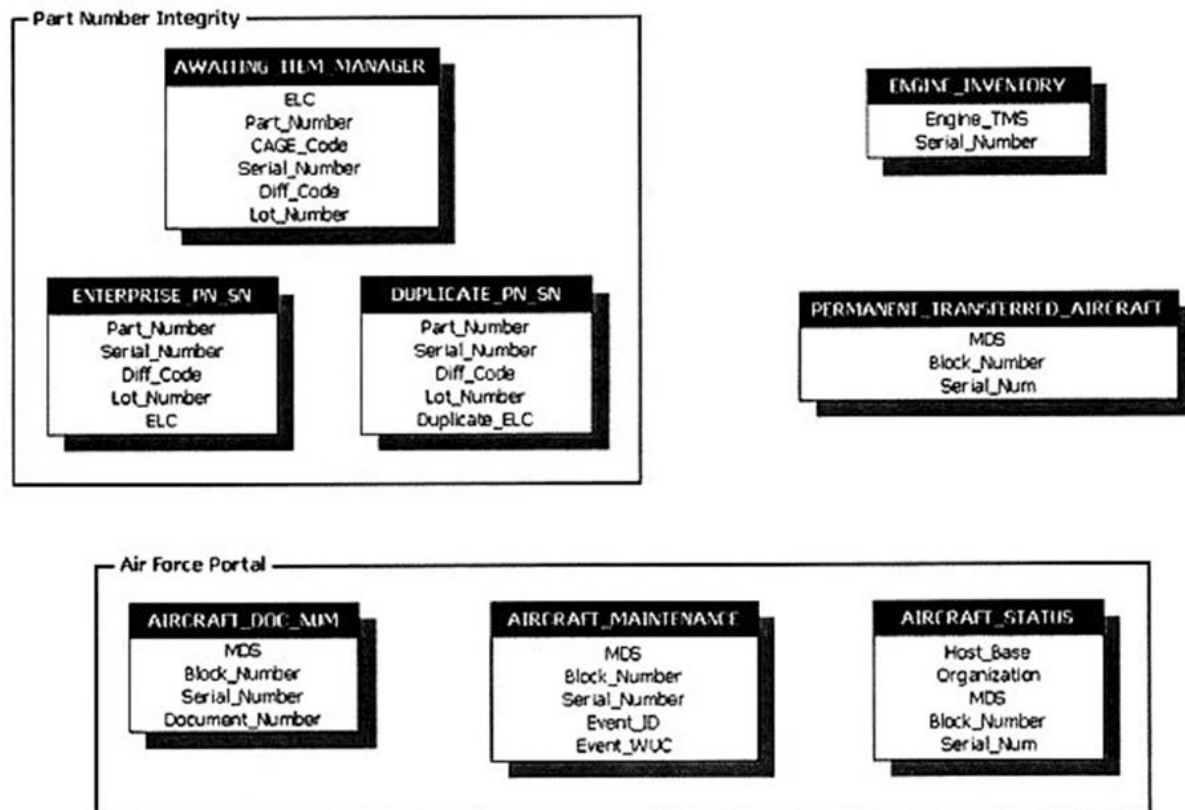 Part Number Integrity
AWAITING_ITEM_MANAGER
ELC
Part_Number
CAGE_Code
Serial_Number
Diff_Code
Lot_Number
ENTERPRISE_PN_SN
Part_Number
Serial_Number
Diff_Code
Lot_Number
ELC
DUPLICATE_PN_SN
Part_Number
Serial_Number
Diff_Code
Lot_Number
Duplicate_ELC
ENGINE_INVENTORY
Engine_TMS
Serial_Number
PERMANENT_TRANSFERRED_AIRCRAFT
MDS
Block_Number
Serial_Num
Air Force Portal
AIRCRAFT_DOC_NUM
MDS
Block_Number
Serial_Number
Document_Number
AIRCRAFT_MAINTENANCE
MDS
Block_Number
Serial_Number
Event_ID
Event_WUC
AIRCRAFT_STATUS
Host_Base
Organization
MDS
Block_Number
Serial_Num